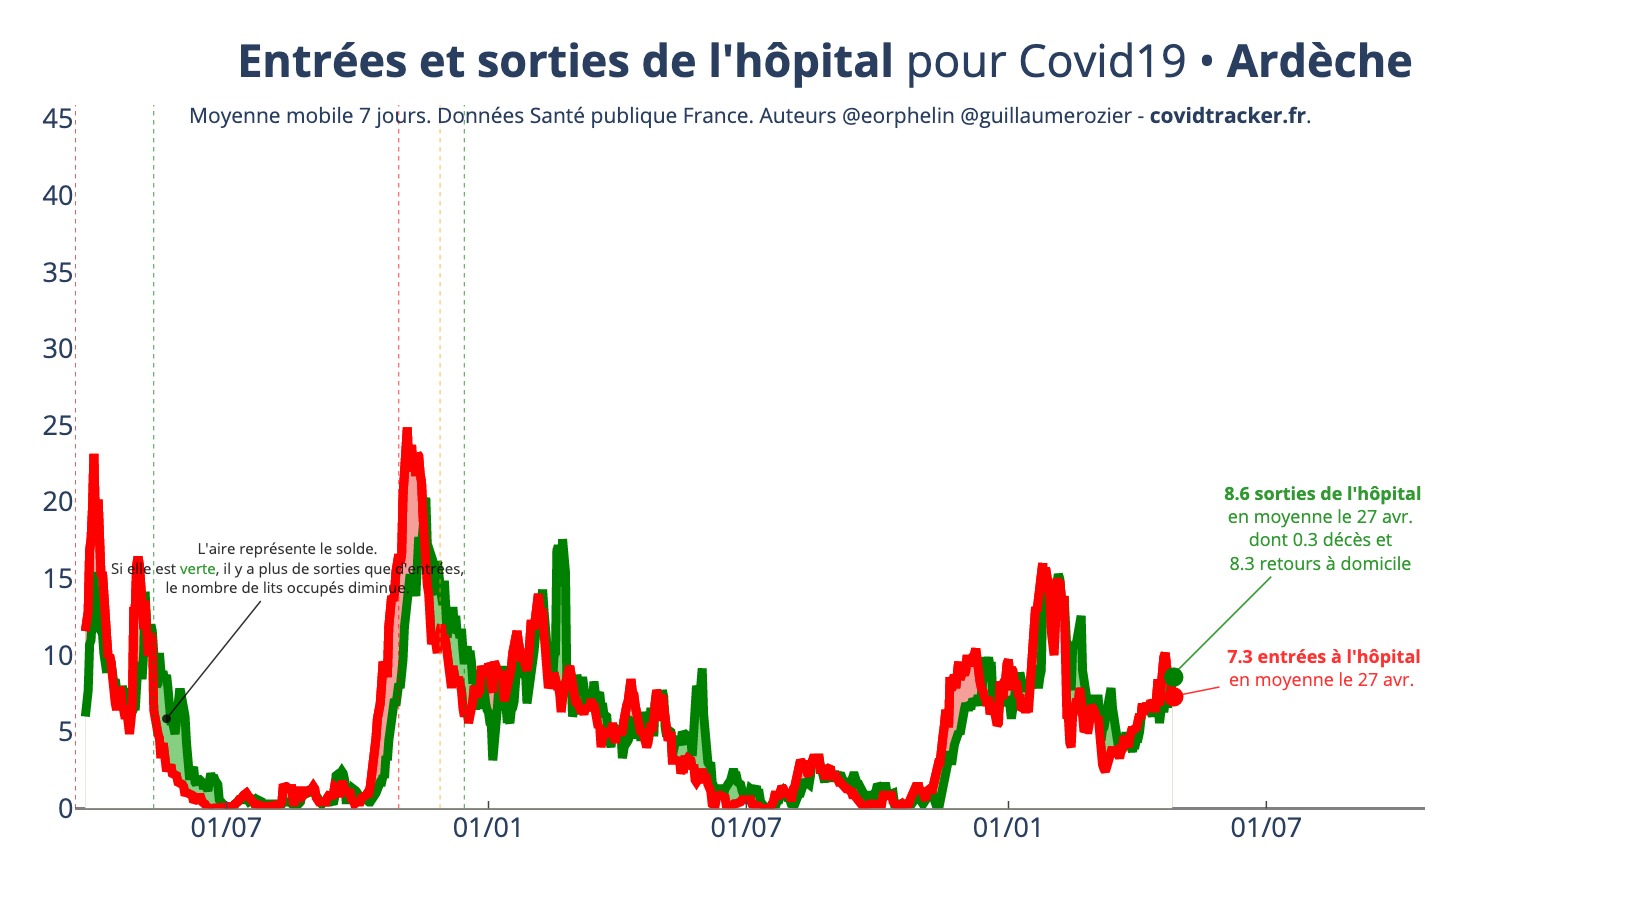 Entrées et sorties de l'hôpital pour Covid19 • Ardèche
Moyenne mobile 7 jours. Données Santé publique France. Auteurs @eorphelin @guillaumerozier - covidtracker.fr.
45
40
35
30
25
20
15
10
5
0
L'aire représente le solde.
Si elle est verte, il y a plus de sorties que d'entrées,
le nombre de lits occupés diminue.
8.6 sorties de l'hôpital
en moyenne le 27 avr.
dont 0.3 décès et
8.3 retours à domicile
7.3 entrées à l'hôpital
en moyenne le 27 avr.
01/07 01/01 01/07 01/01 01/07